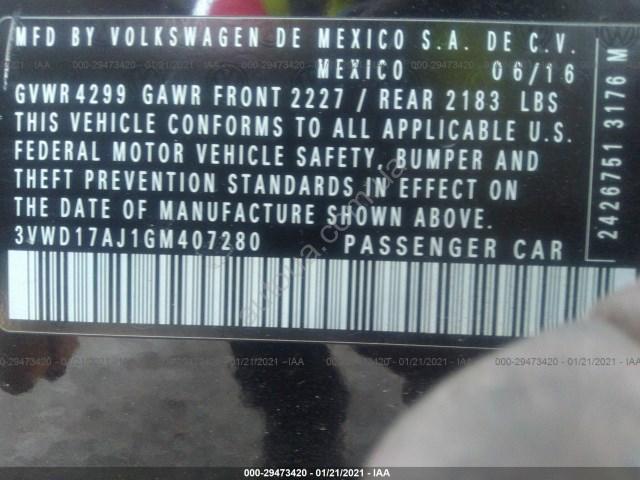 MFD BY VOLKSWAGEN DE MEXICO S.A. DE C.V.
MEXICO 06/16
GVWR 4299 GAWR FRONT 2227 / REAR 2183 LBS
THIS VEHICLE CONFORMS TO ALL APPLICABLE U.S.
FEDERAL MOTOR VEHICLE SAFETY, BUMPER AND
THEFT PREVENTION STANDARDS IN EFFECT ON
THE DATE OF MANUFACTURE SHOWN ABOVE.
3VWD17AJ1GM407280 PASSENGER CAR
2426751 3176 M
000-29473420 - 01/21/2021 - IAA